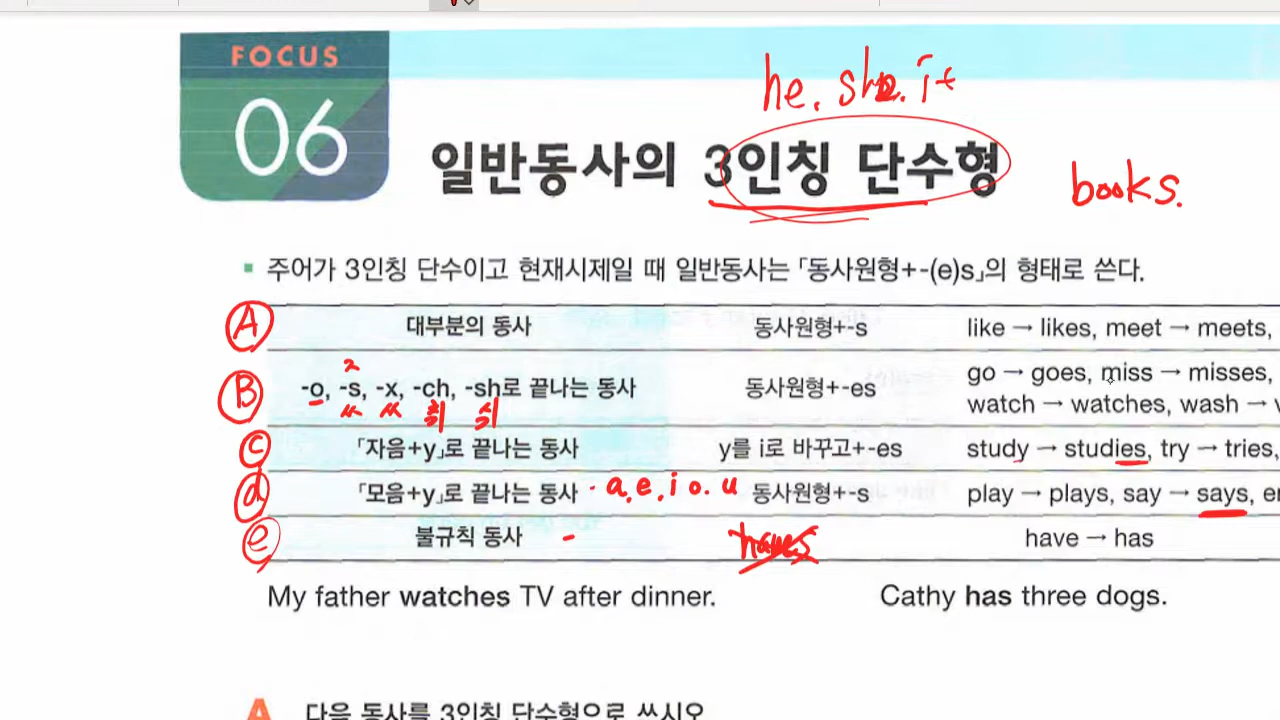 FOCUS
06
he. she. it
일반동사의 3인칭 단수형
books.
주어가 3인칭 단수이고 현재시제일 때 일반동사는 「동사원형+-(e)s」의 형태로 쓴다.
A 대부분의 동사 동사원형+-s like → likes, meet → meets,
B -o, -s, -x, -ch, -sh로 끝나는 동사 동사원형+-es go → goes, miss → misses,
watch → watches, wash →
ㅆ ㅆ 취 쉬
c 「자음+y」로 끝나는 동사 y를 i로 바꾸고+-es study → studies, try → tries,
d 「모음+y」로 끝나는 동사 · a, e, i o. u 동사원형+-s play → plays, say → says,
e 불규칙 동사 haves have → has
My father watches TV after dinner. Cathy has three dogs.
A 다음 동사를 3인칭 단수형으로 쓰시오